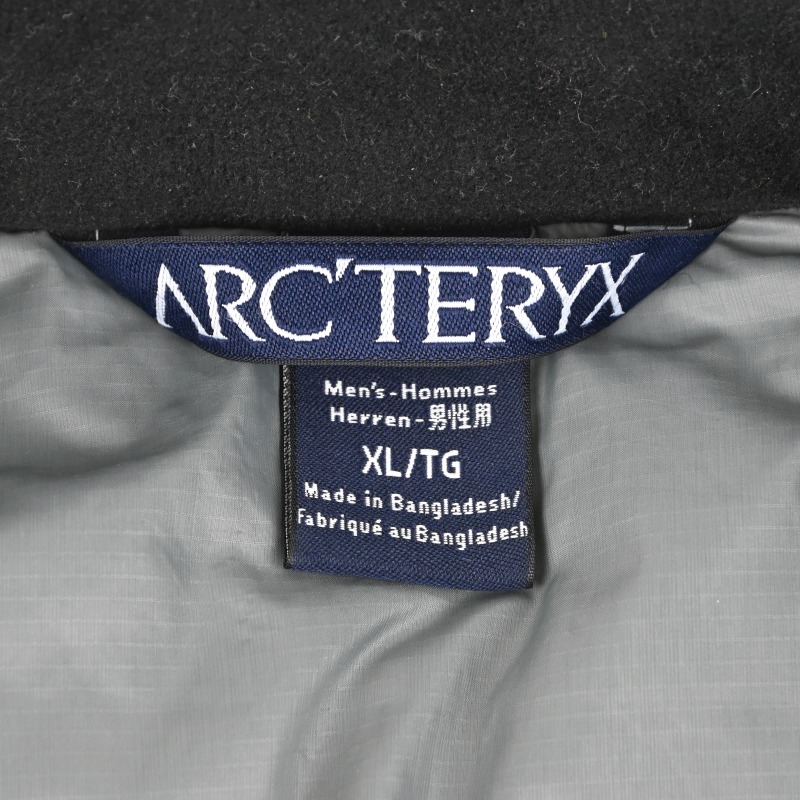 ARC'TERYX
Men's-Hommes
Herren-男性用
XL/TG
Made in Bangladesh/
Fabriqué au Bangladesh